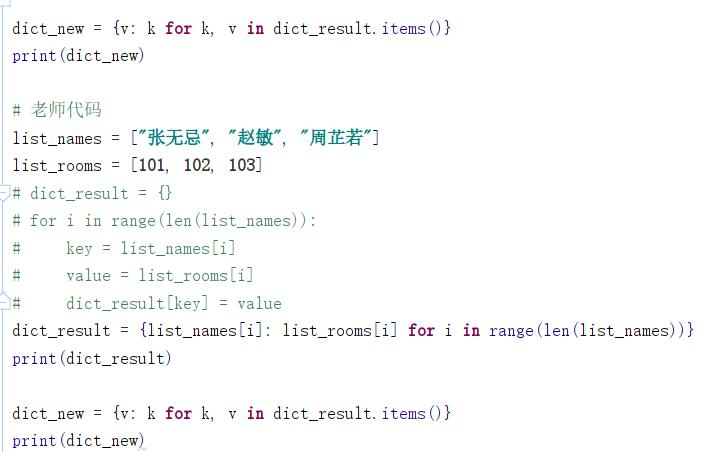 dict_new = {v: k for k, v in dict_result.items()}
print(dict_new)
# 老师代码
list_names = ["张无忌", "赵敏", "周芷若"]
list_rooms = [101, 102, 103]
# dict_result = {}
# for i in range(len(list_names)):
#     key = list_names[i]
#     value = list_rooms[i]
#     dict_result[key] = value
dict_result = {list_names[i]: list_rooms[i] for i in range(len(list_names))}
print(dict_result)
dict_new = {v: k for k, v in dict_result.items()}
print(dict_new)